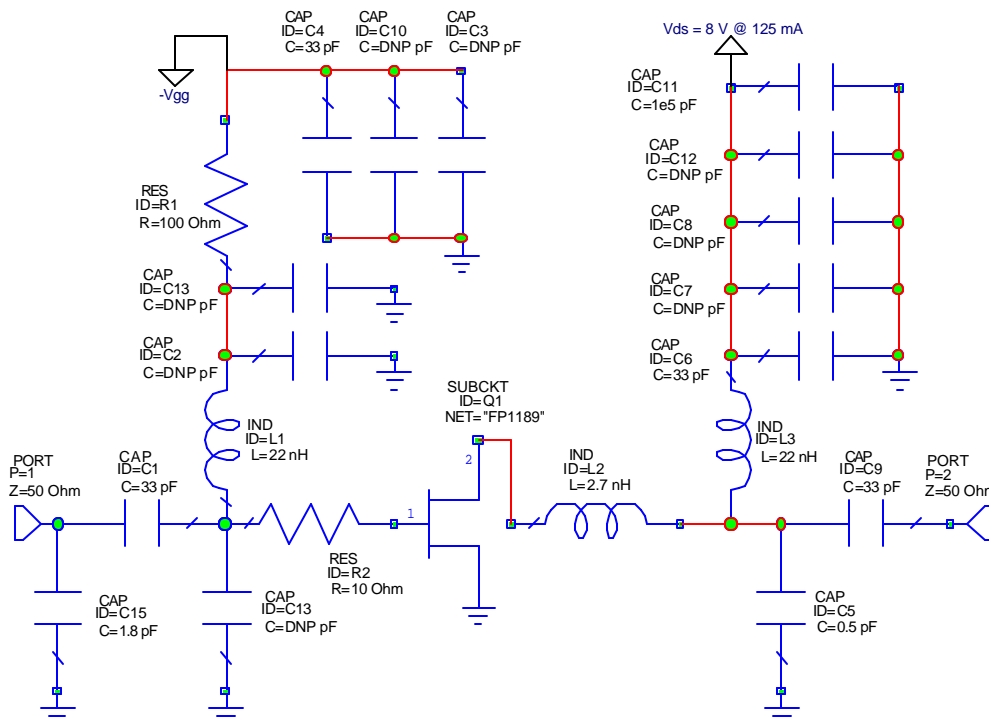 CAP
ID=C4
C=33 pF
CAP
ID=C10
C=DNP pF
CAP
ID=C3
C=DNP pF
Vds = 8 V @ 125 mA
-Vgg
CAP
ID=C11
C=1e5 pF
CAP
ID=C12
C=DNP pF
RES
ID=R1
R=100 Ohm
CAP
ID=C8
C=DNP pF
CAP
ID=C13
C=DNP pF
CAP
ID=C7
C=DNP pF
CAP
ID=C2
C=DNP pF
CAP
ID=C6
C=33 pF
SUBCKT
ID=Q1
NET="FP1189"
IND
ID=L1
L=22 nH
IND
ID=L3
L=22 nH
PORT
P=1
Z=50 Ohm
CAP
ID=C1
C=33 pF
2
1
IND
ID=L2
L=2.7 nH
CAP
ID=C9
C=33 pF
PORT
P=2
Z=50 Ohm
RES
ID=R2
R=10 Ohm
CAP
ID=C15
C=1.8 pF
CAP
ID=C13
C=DNP pF
CAP
ID=C5
C=0.5 pF